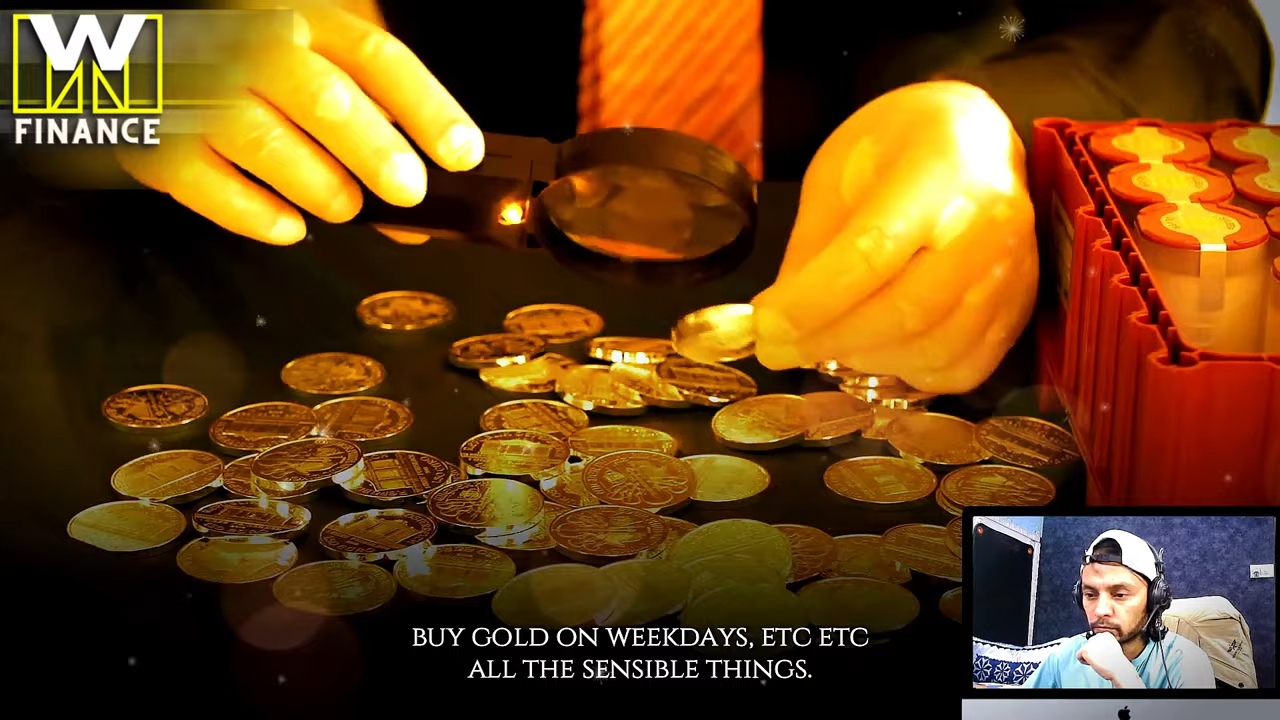 W
FINANCE
BUY GOLD ON WEEKDAYS, ETC ETC
ALL THE SENSIBLE THINGS.